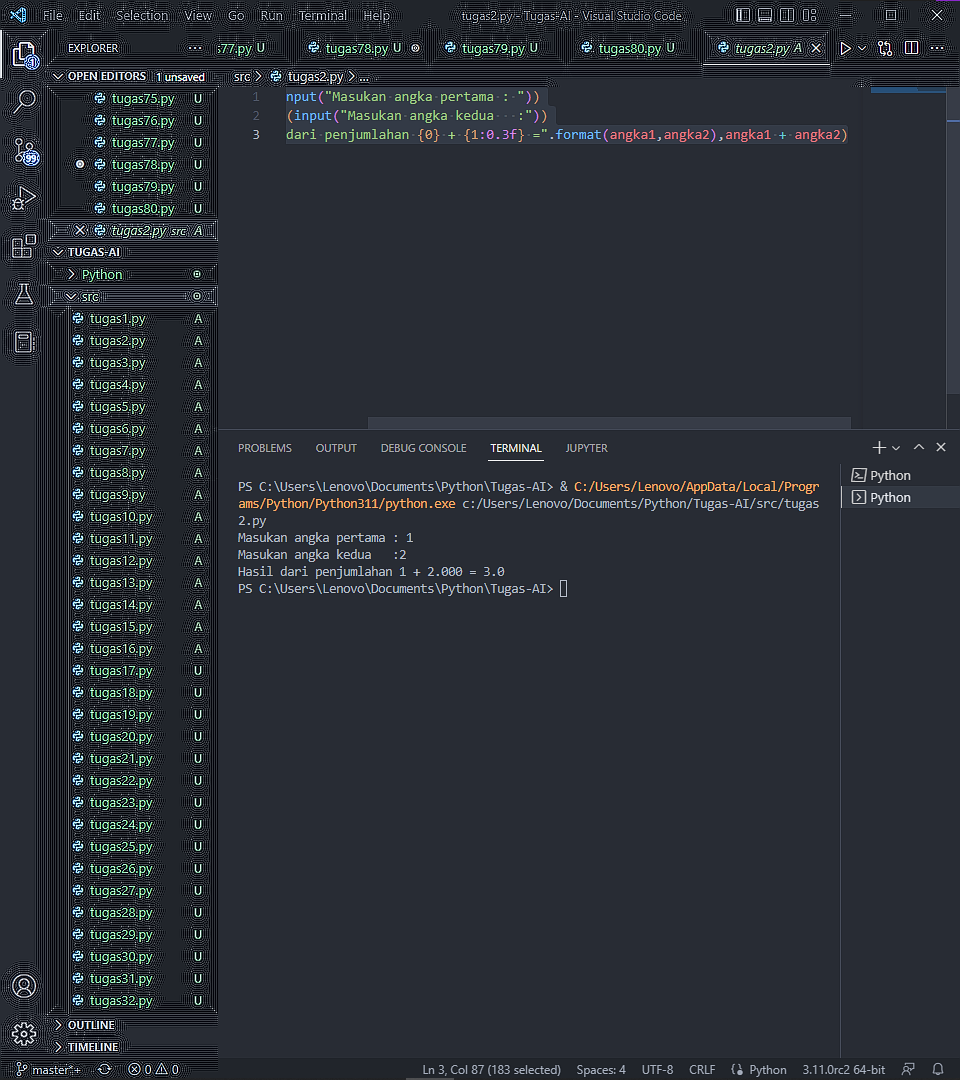 File Edit Selection View Go Run Terminal Help tugas2.py - Tugas-AI - Visual Studio Code
EXPLORER ... s77.py U tugas78.py U tugas79.py U tugas80.py U tugas2.py A
OPEN EDITORS 1 unsaved
src > tugas2.py > ...
tugas75.py U
tugas76.py U
tugas77.py U
tugas78.py U
tugas79.py U
tugas80.py U
tugas2.py src A
TUGAS-AI
Python
src
tugas1.py A
tugas2.py A
tugas3.py A
tugas4.py A
tugas5.py A
tugas6.py A
tugas7.py A
tugas8.py A
tugas9.py A
tugas10.py A
tugas11.py A
tugas12.py A
tugas13.py A
tugas14.py A
tugas15.py A
tugas16.py A
tugas17.py U
tugas18.py U
tugas19.py U
tugas20.py U
tugas21.py U
tugas22.py U
tugas23.py U
tugas24.py U
tugas25.py U
tugas26.py U
tugas27.py U
tugas28.py U
tugas29.py U
tugas30.py U
tugas31.py U
tugas32.py U
OUTLINE
TIMELINE
1
99
1 nput("Masukan angka pertama : "))
2 (input("Masukan angka kedua   :"))
3 dari penjumlahan {0} + {1:0.3f} =".format(angka1,angka2),angka1 + angka2)
PROBLEMS OUTPUT DEBUG CONSOLE TERMINAL JUPYTER
PS C:\Users\Lenovo\Documents\Python\Tugas-AI> & C:/Users/Lenovo/AppData/Local/Progr
ams/Python/Python311/python.exe c:/Users/Lenovo/Documents/Python/Tugas-AI/src/tugas
2.py
Masukan angka pertama : 1
Masukan angka kedua   :2
Hasil dari penjumlahan 1 + 2.000 = 3.0
PS C:\Users\Lenovo\Documents\Python\Tugas-AI>
Python
Python
master*+ 0 0 Ln 3, Col 87 (183 selected) Spaces: 4 UTF-8 CRLF Python 3.11.0rc2 64-bit